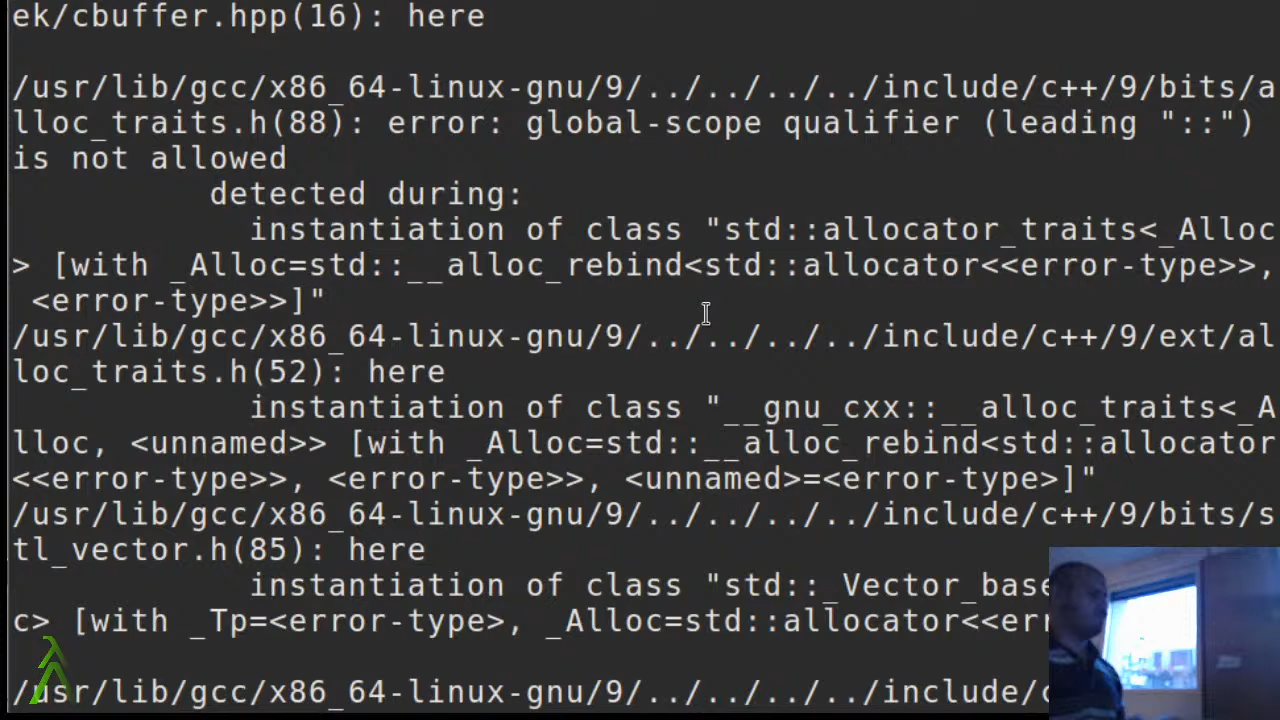 ek/cbuffer.hpp(16): here
/usr/lib/gcc/x86_64-linux-gnu/9/../../../../include/c++/9/bits/a
lloc_traits.h(88): error: global-scope qualifier (leading "::")
is not allowed
detected during:
instantiation of class "std::allocator_traits<_Alloc
> [with _Alloc=std::__alloc_rebind<std::allocator<<error-type>>,
<error-type>>]"
/usr/lib/gcc/x86_64-linux-gnu/9/../../../../include/c++/9/ext/al
loc_traits.h(52): here
instantiation of class "__gnu_cxx::__alloc_traits<_A
lloc, <unnamed>> [with _Alloc=std::__alloc_rebind<std::allocator
<<error-type>>, <error-type>>, <unnamed>=<error-type>]"
/usr/lib/gcc/x86_64-linux-gnu/9/../../../../include/c++/9/bits/s
tl_vector.h(85): here
instantiation of class "std::_Vector_base
c> [with _Tp=<error-type>, _Alloc=std::allocator<<err
/usr/lib/gcc/x86_64-linux-gnu/9/../../../../include/c